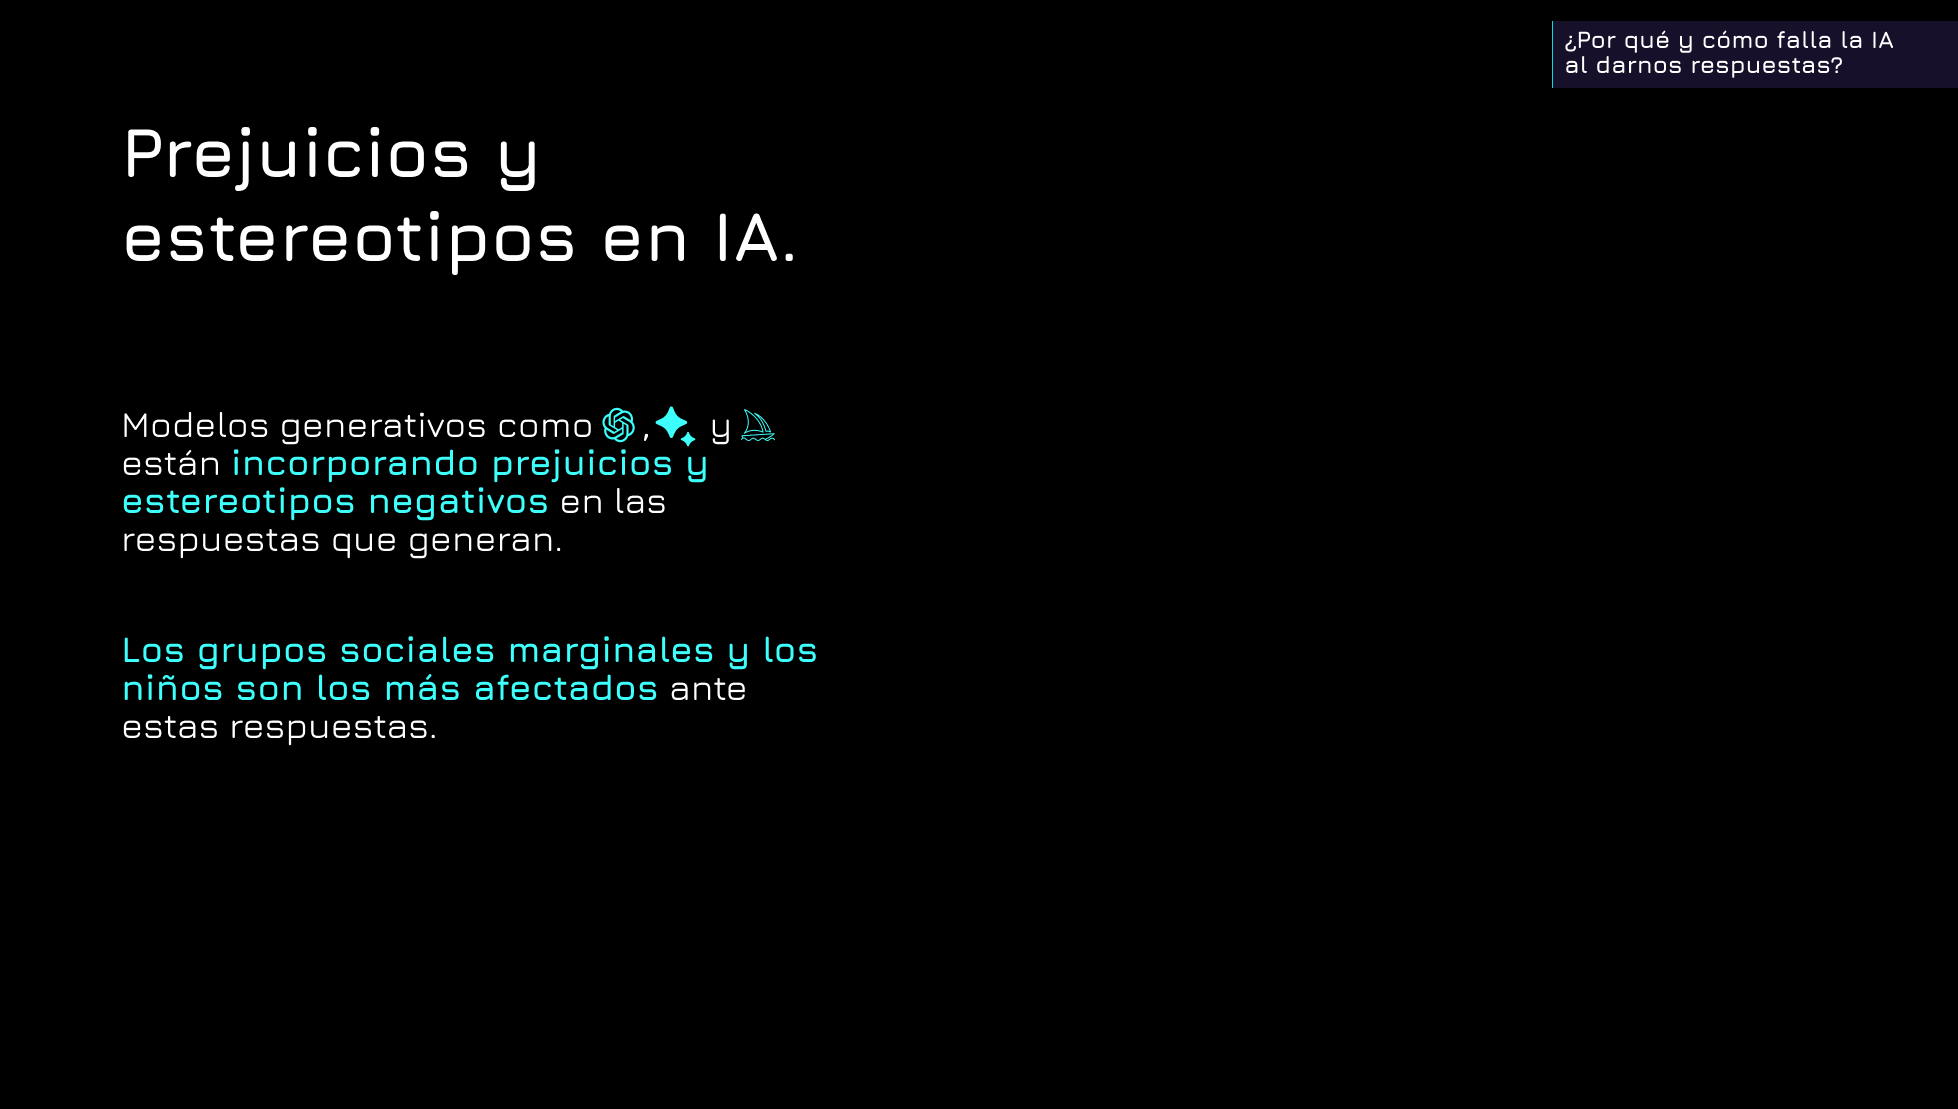 ¿Por qué y cómo falla la IA
al darnos respuestas?
Prejuicios y
estereotipos en IA.
Modelos generativos como , y
están incorporando prejuicios y
estereotipos negativos en las
respuestas que generan.
Los grupos sociales marginales y los
niños son los más afectados ante
estas respuestas.